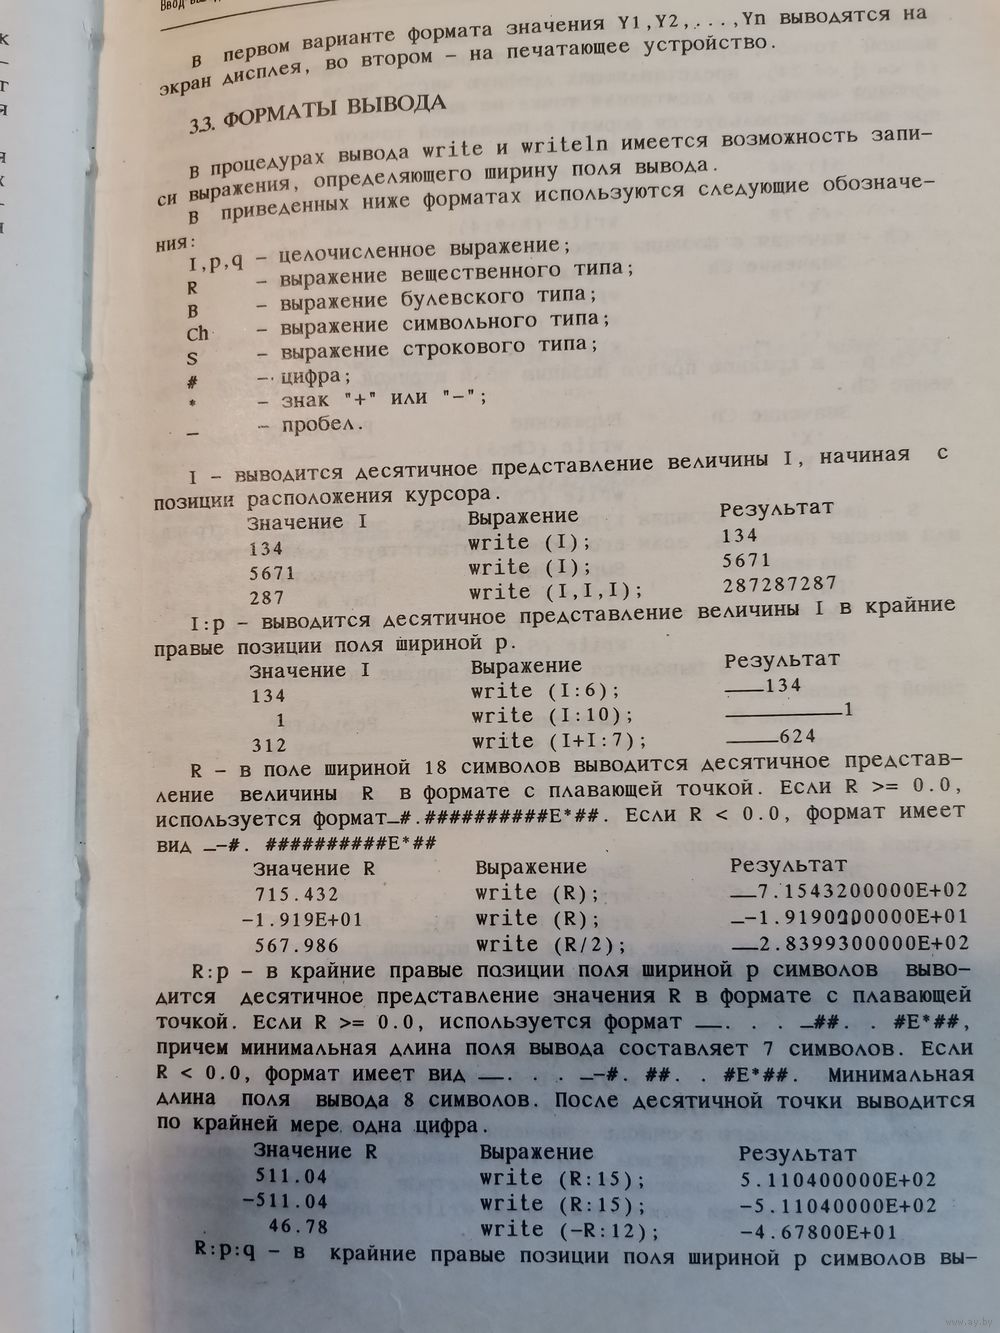 В первом варианте формата значения Y1,Y2,...,Yn выводятся на
экран дисплея, во втором – на печатающее устройство.
3.3. ФОРМАТЫ ВЫВОДА
В процедурах вывода write и writeln имеется возможность запи-
си выражения, определяющего ширину поля вывода.
В приведенных ниже форматах используются следующие обозначе-
ния:
I,p,q – целочисленное выражение;
R – выражение вещественного типа;
B – выражение булевского типа;
Ch – выражение символьного типа;
S – выражение строкового типа;
# – цифра;
* – знак "+" или "-";
_ – пробел.
I – выводится десятичное представление величины I, начиная с
позиции расположения курсора.
Значение I Выражение Результат
134 write (I); 134
5671 write (I); 5671
287 write (I,I,I); 287287287
I:p – выводится десятичное представление величины I в крайние
правые позиции поля шириной p.
Значение I Выражение Результат
134 write (I:6); ___134
1 write (I:10); _________1
312 write (I+I:7); ____624
R – в поле шириной 18 символов выводится десятичное представ-
ление величины R в формате с плавающей точкой. Если R >= 0.0,
используется формат_#.##########E*##. Если R < 0.0, формат имеет
вид _-#. ##########E*##
Значение R Выражение Результат
715.432 write (R); __7.1543200000E+02
-1.919E+01 write (R); _-1.9190000000E+01
567.986 write (R/2); __2.8399300000E+02
R:p – в крайние правые позиции поля шириной p символов выво-
дится десятичное представление значения R в формате с плавающей
точкой. Если R >= 0.0, используется формат __. . . _##. . #E*##,
причем минимальная длина поля вывода составляет 7 символов. Если
R < 0.0, формат имеет вид __. . . _-#. ##. . #E*##. Минимальная
длина поля вывода 8 символов. После десятичной точки выводится
по крайней мере одна цифра.
Значение R Выражение Результат
511.04 write (R:15); 5.110400000E+02
-511.04 write (R:15); -5.11040000E+02
46.78 write (-R:12); -4.67800E+01
R:p:q – в крайние правые позиции поля шириной p символов вы-
www.ay.by